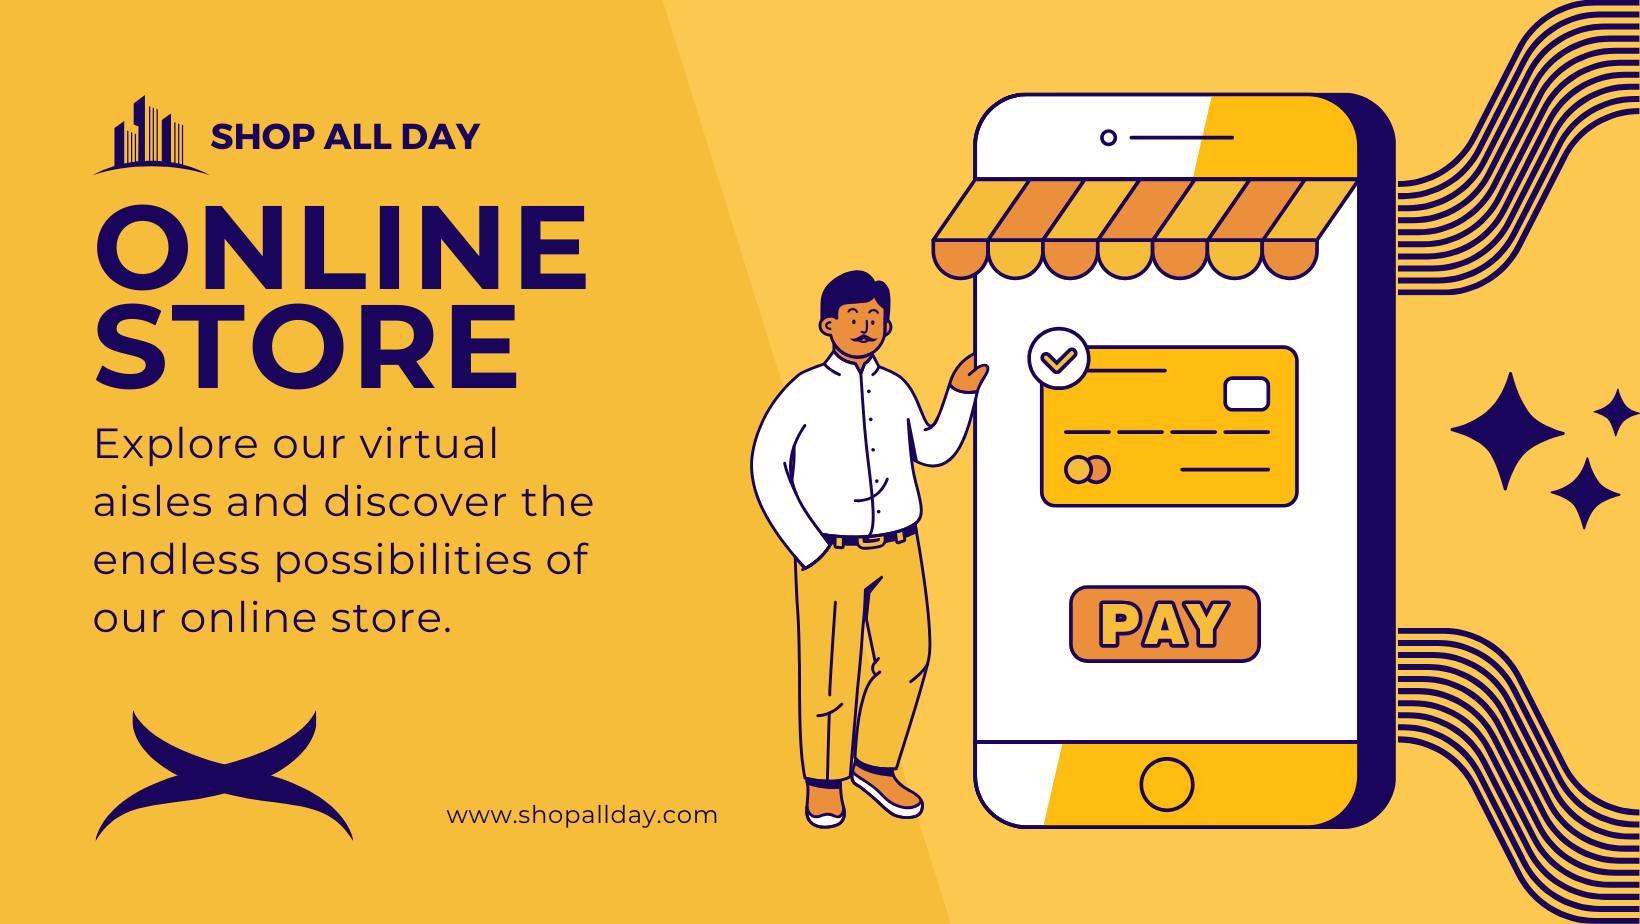 SHOP ALL DAY
ONLINE
STORE
Explore our virtual
aisles and discover the
endless possibilities of
our online store.
www.shopallday.com
PAY